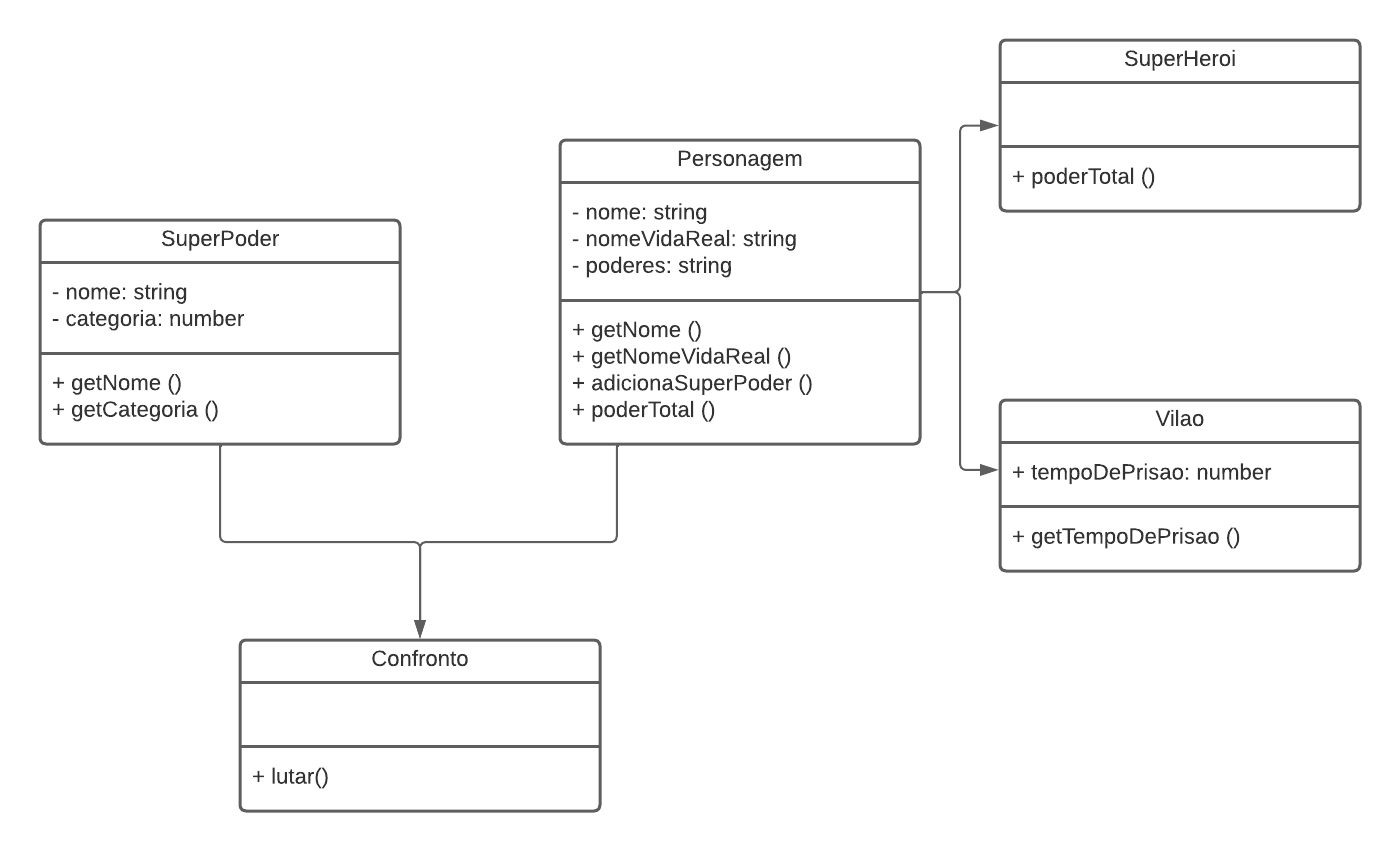 SuperHeroi
+ poderTotal ()
Personagem
- nome: string
- nomeVidaReal: string
- poderes: string
+ getNome ()
+ getNomeVidaReal ()
+ adicionaSuperPoder ()
+ poderTotal ()
SuperPoder
- nome: string
- categoria: number
+ getNome ()
+ getCategoria ()
Vilao
+ tempoDePrisao: number
+ getTempoDePrisao ()
Confronto
+ lutar()